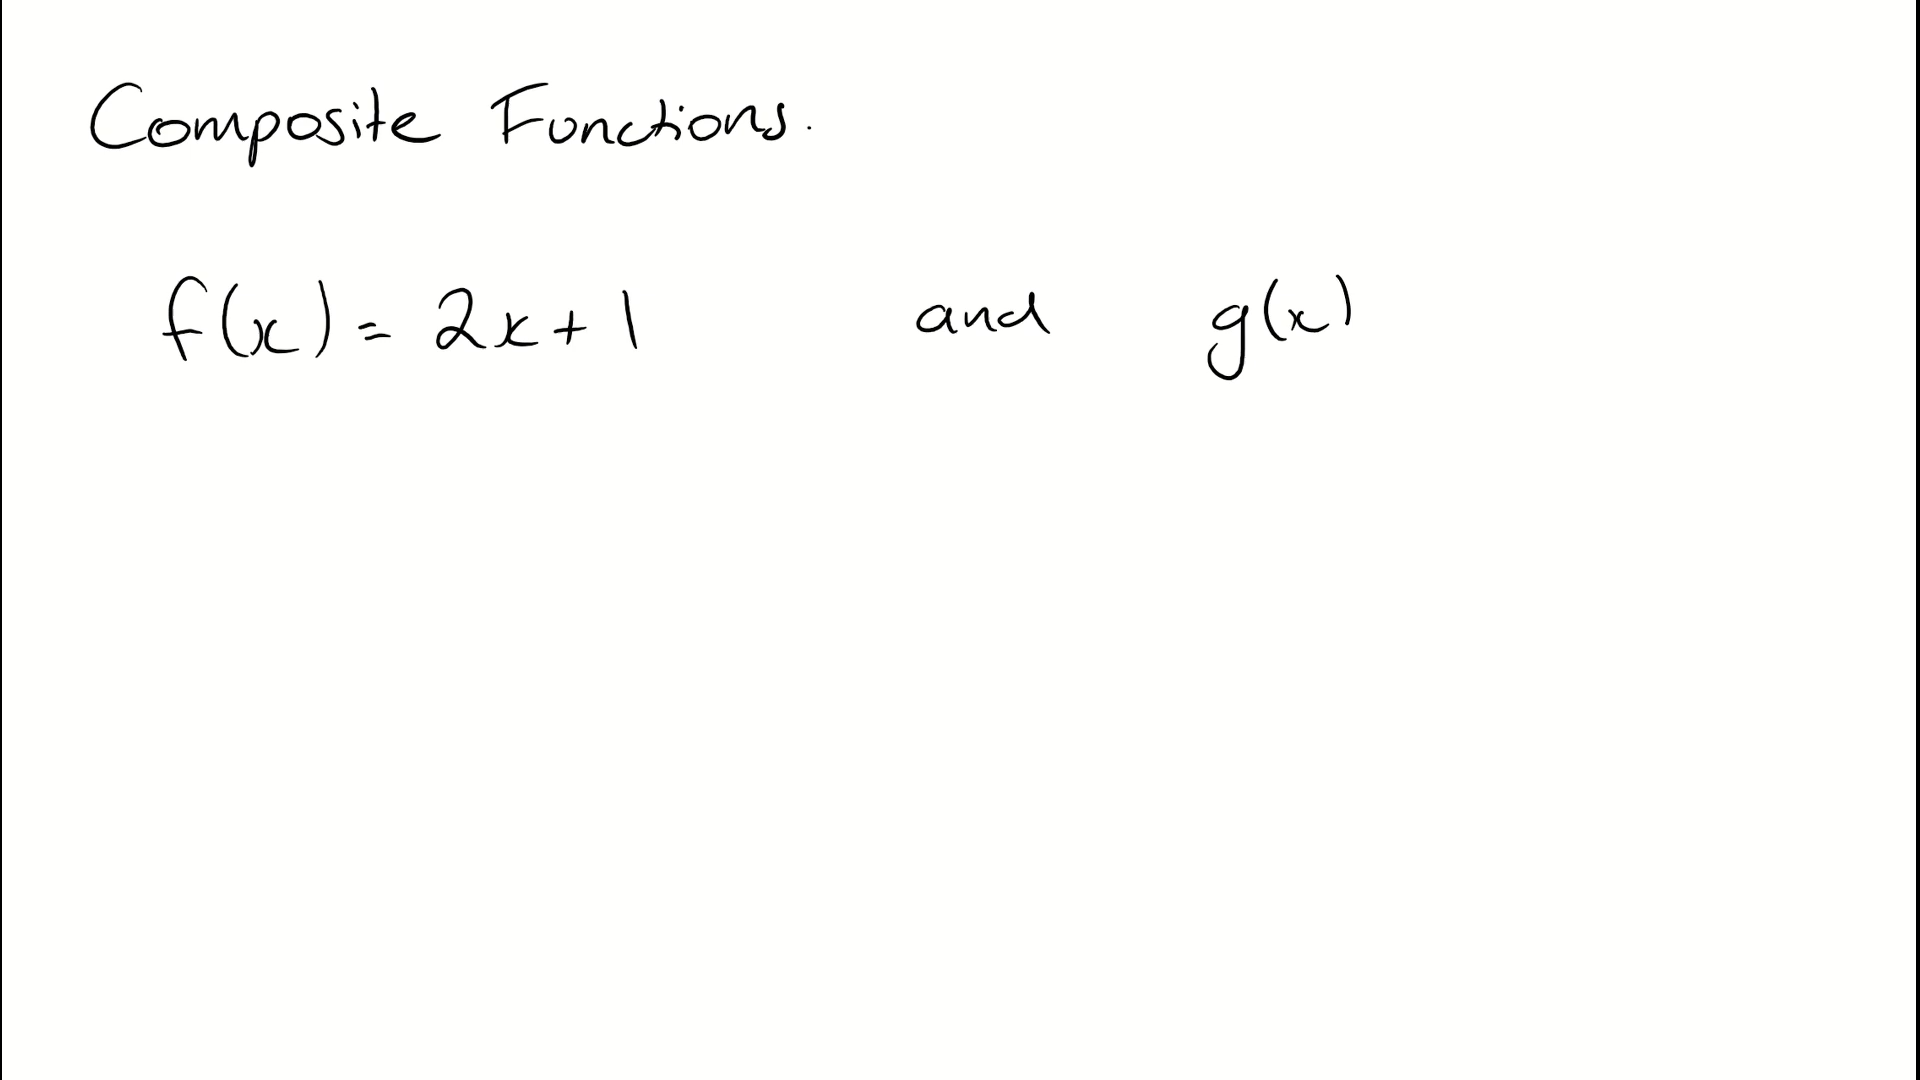 Composite Functions.
f(x) = 2x + 1 and g(x)